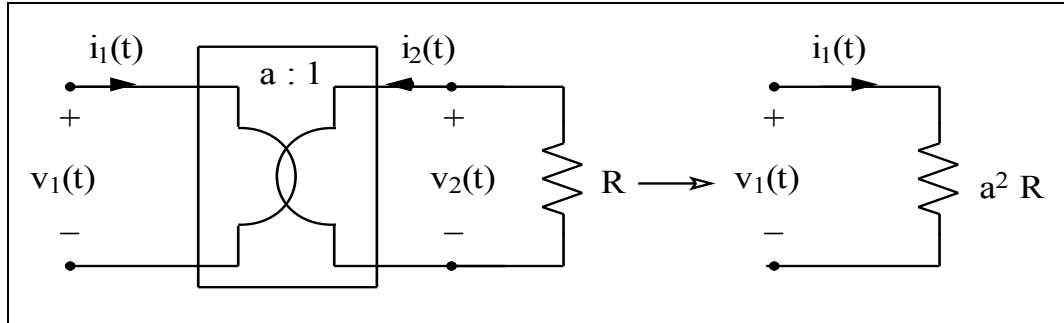 i₁(t) i₂(t) i₁(t)
a : 1
+ + +
v₁(t) v₂(t) R v₁(t) a² R
− − −